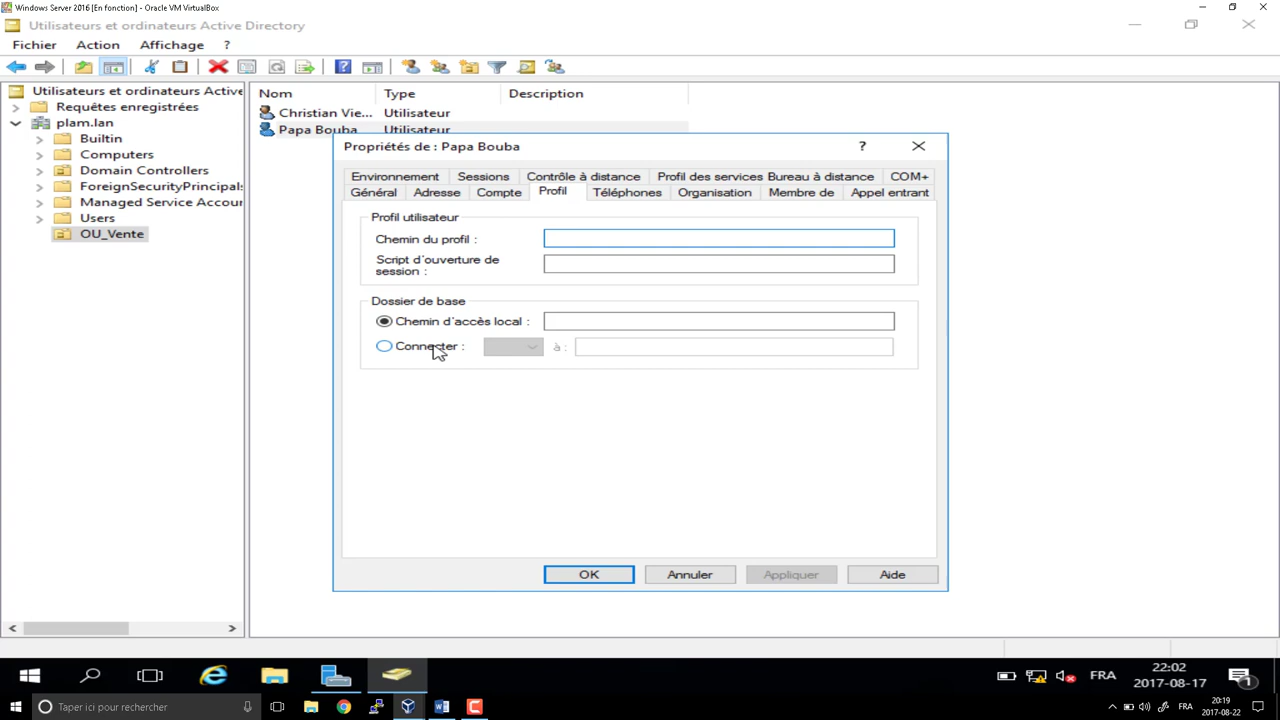 Windows Server 2016 [En fonction] - Oracle VM VirtualBox
Utilisateurs et ordinateurs Active Directory
Fichier Action Affichage ?
Utilisateurs et ordinateurs Active
Requêtes enregistrées
plam.lan
Builtin
Computers
Domain Controllers
ForeignSecurityPrincipals
Managed Service Accour
Users
OU_Vente
Nom Type Description
Christian Vie... Utilisateur
Papa Bouba Utilisateur
Propriétés de : Papa Bouba ?
Environnement Sessions Contrôle à distance Profil des services Bureau à distance COM+
Général Adresse Compte Profil Téléphones Organisation Membre de Appel entrant
Profil utilisateur
Chemin du profil :
Script d'ouverture de
session :
Dossier de base
Chemin d'accès local :
Connecter : à :
OK Annuler Appliquer Aide
FRA 22:02
2017-08-17
1
Taper ici pour rechercher
FRA 20:19
2017-08-22